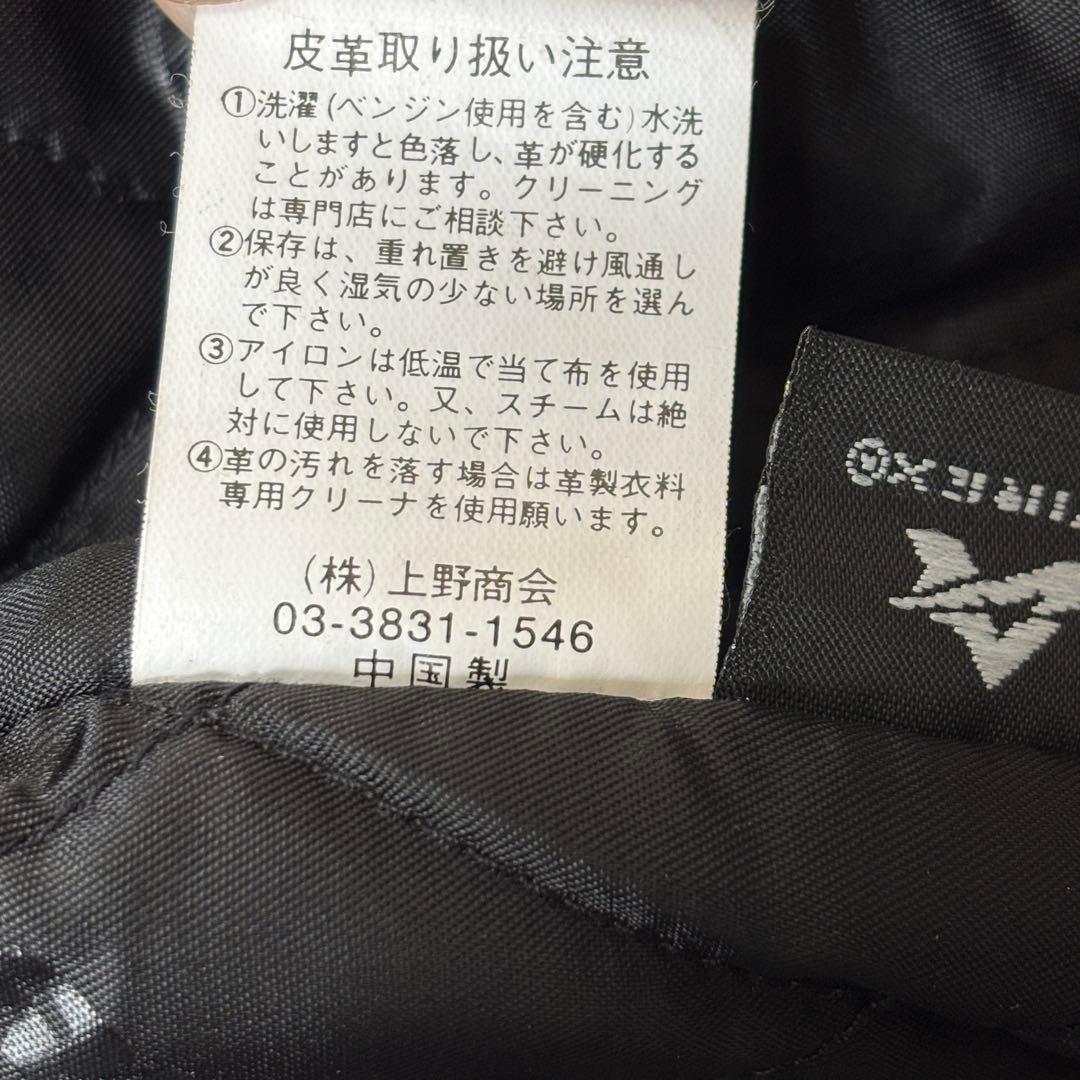 皮革取り扱い注意
①洗濯(ベンジン使用を含む)水洗
いしますと色落し、革が硬化する
ことがあります。クリーニング
は専門店にご相談下さい。
②保存は、重れ置きを避け風通し
が良く湿気の少ない場所を選ん
で下さい。
③アイロンは低温で当て布を使用
して下さい。又、スチームは絶
対に使用しないで下さい。
④革の汚れを落す場合は革製衣料
専用クリーナを使用願います。
(株)上野商会
03-3831-1546
中国製